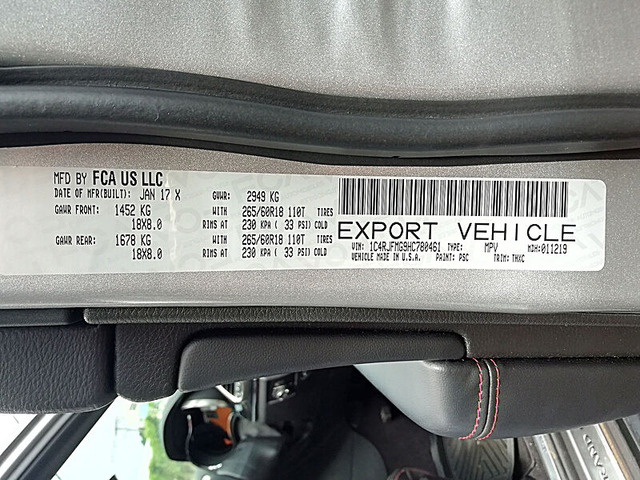 MFD BY FCA US LLC
DATE OF MFR(BUILT): JAN 17 X GVWR: 2949 KG
GAWR FRONT: 1452 KG WITH 265/60R18 110T TIRES
18X8.0 RIMS AT 230 KPA ( 33 PSI) COLD
GAWR REAR: 1678 KG WITH 265/60R18 110T TIRES
18X8.0 RIMS AT 230 KPA ( 33 PSI) COLD
EXPORT VEHICLE
VIN: 1C4RJFMG9HC780461 TYPE: MPV MDH:011219
VEHICLE MADE IN U.S.A. PAINT: PSC TRIM: THXC